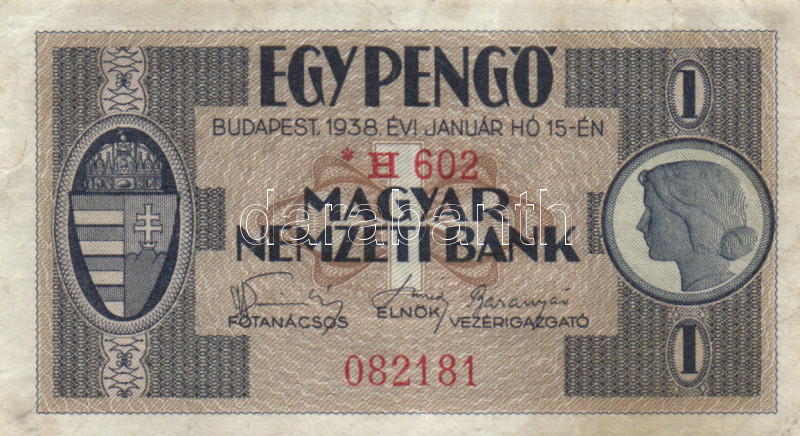 EGY PENGŐ
1
BUDAPEST, 1938. ÉVI JANUÁR HÓ 15-ÉN
* H 602
MAGYAR
NEMZETI BANK
darabanth
Baranyai
FŐTANÁCSOS ELNÖK VEZÉRIGAZGATÓ
1
082181